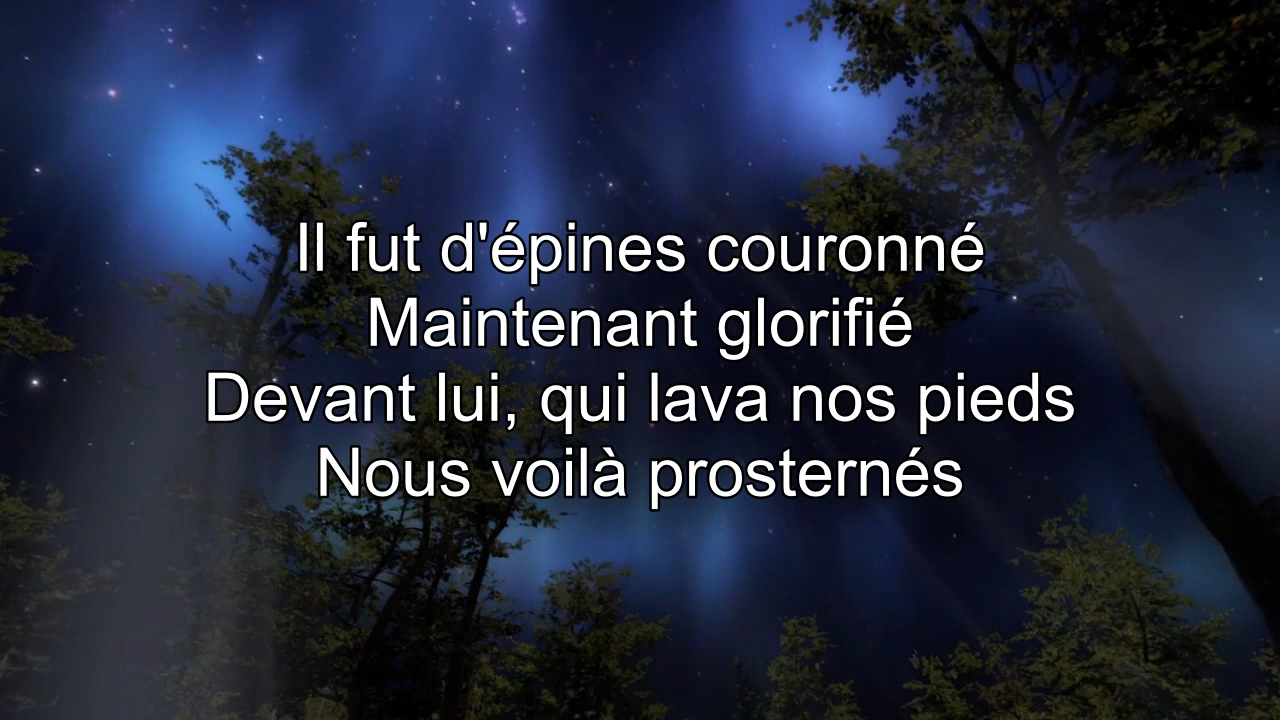 Il fut d'épines couronné
Maintenant glorifié
Devant lui, qui lava nos pieds
Nous voilà prosternés